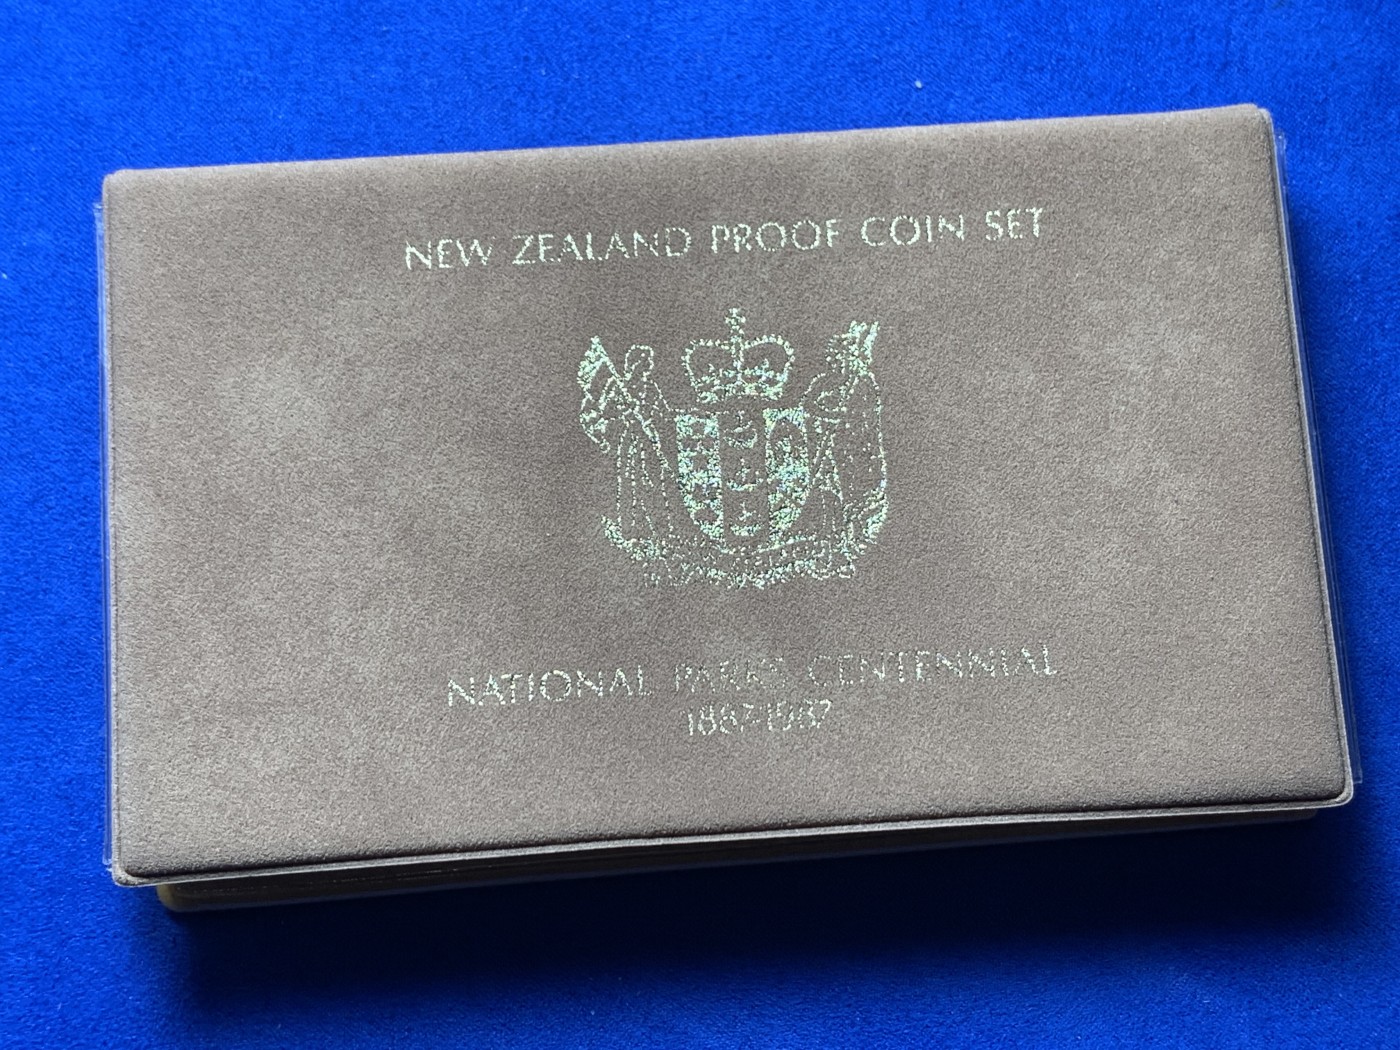 NEW ZEALAND PROOF COIN SET
NATIONAL PARKS CENTENNIAL
1887-1987